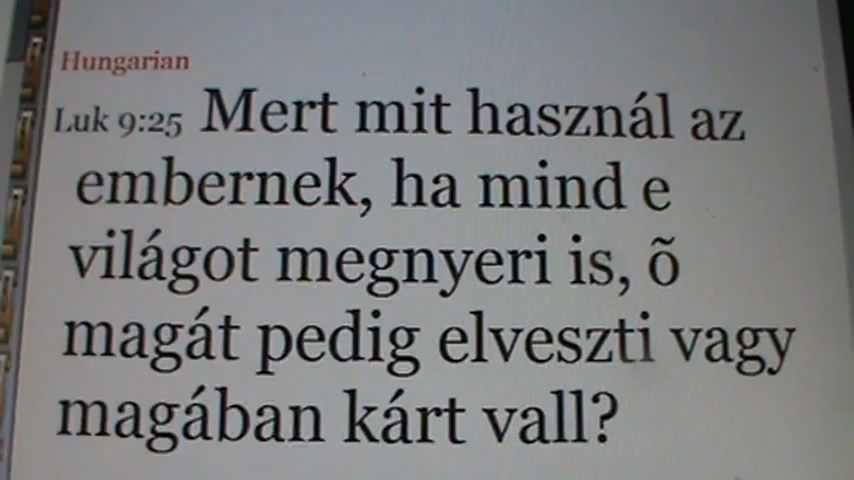 Hungarian
Luk 9:25 Mert mit használ az
embernek, ha mind e
világot megnyeri is, õ
magát pedig elveszti vagy
magában kárt vall?